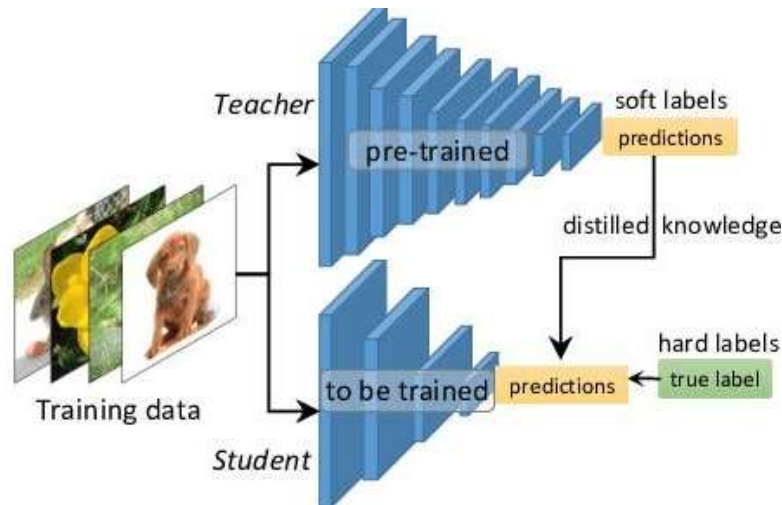 Teacher
pre-trained
soft labels
predictions
distilled knowledge
hard labels
true label
predictions
to be trained
Training data
Student